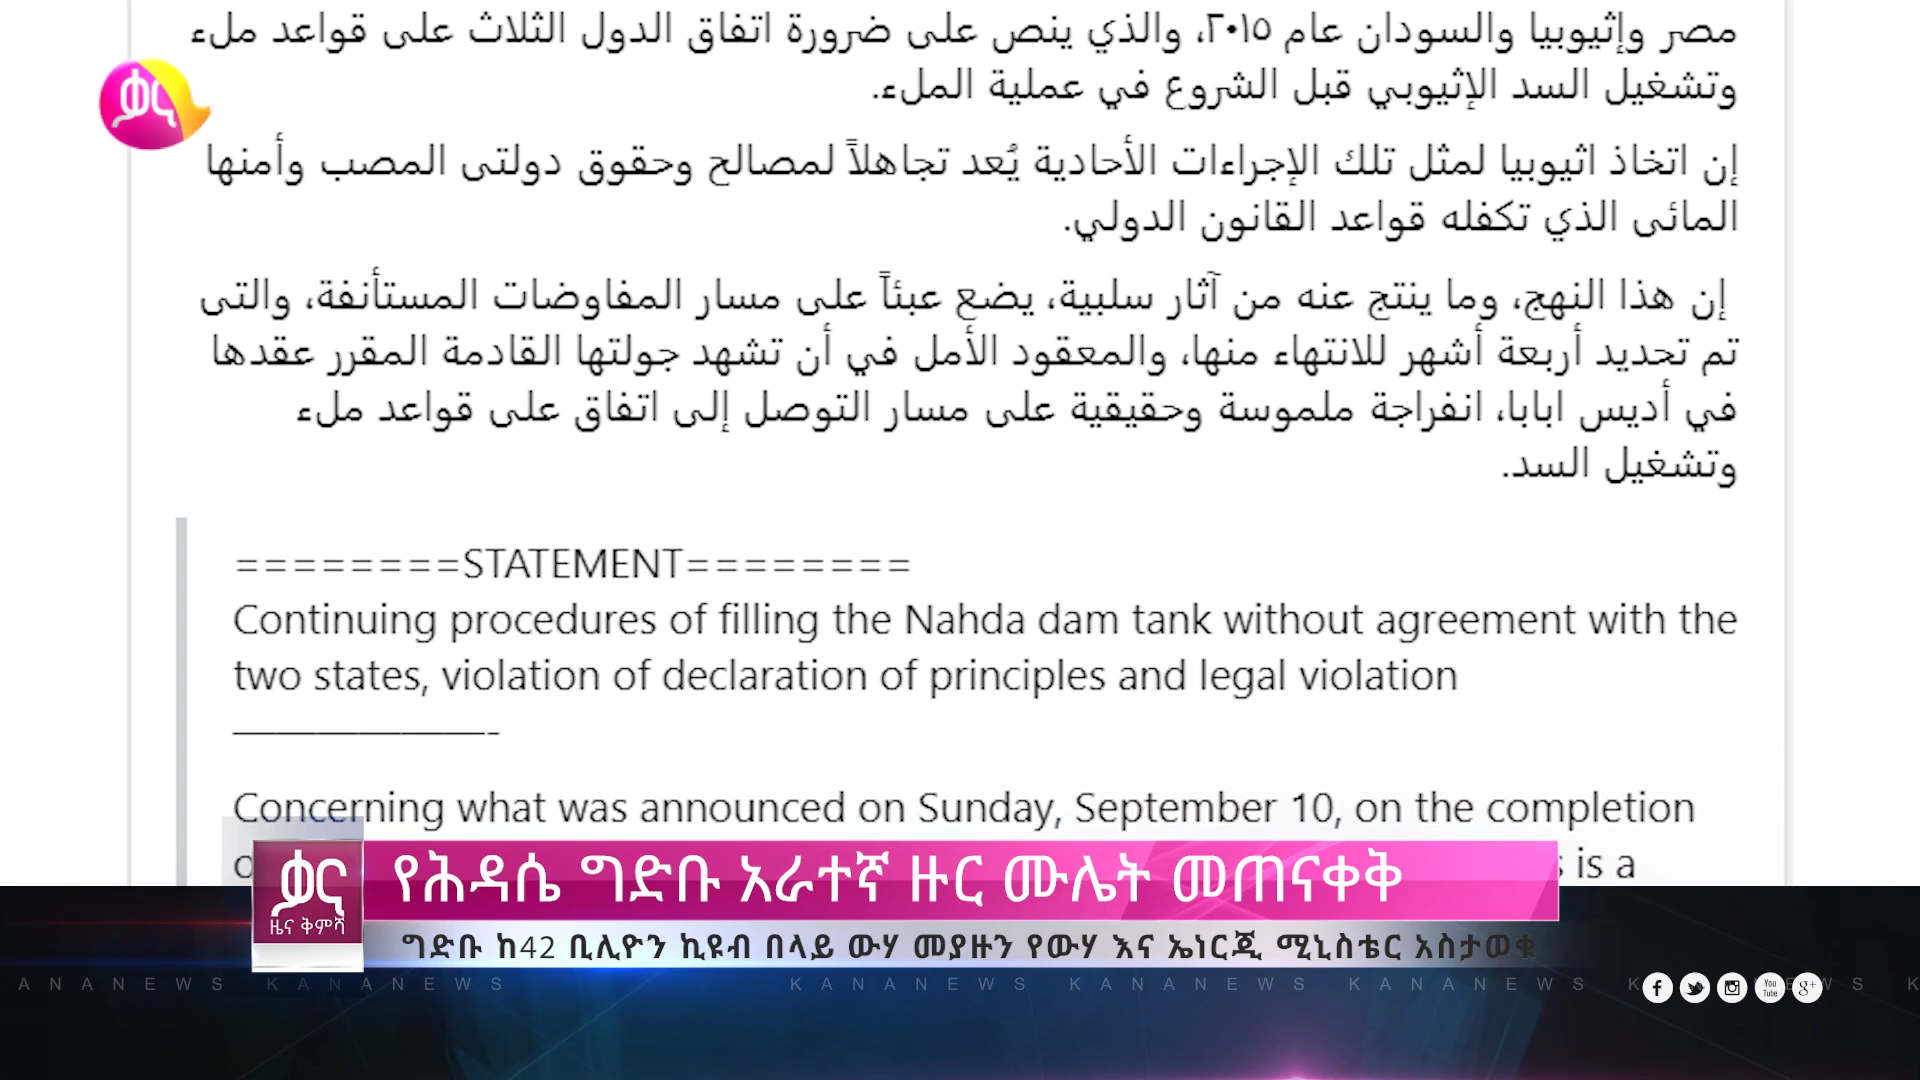 مصر وإثيوبيا والسودان عام ٢٠١٥، والذي ينص على ضرورة اتفاق الدول الثلاث على قواعد ملء
وتشغيل السد الإثيوبي قبل الشروع في عملية الملء.
إن اتخاذ اثيوبيا لمثل تلك الإجراءات الأحادية يُعد تجاهلاً لمصالح وحقوق دولتى المصب وأمنها
المائى الذي تكفله قواعد القانون الدولي.
إن هذا النهج، وما ينتج عنه من آثار سلبية، يضع عبئاً على مسار المفاوضات المستأنفة، والتى
تم تحديد أربعة أشهر للانتهاء منها، والمعقود الأمل في أن تشهد جولتها القادمة المقرر عقدها
في أديس ابابا، انفراجة ملموسة وحقيقية على مسار التوصل إلى اتفاق على قواعد ملء
وتشغيل السد.
ቃና
========STATEMENT========
Continuing procedures of filling the Nahda dam tank without agreement with the
two states, violation of declaration of principles and legal violation
——————-
Concerning what was announced on Sunday, September 10, on the completion
is a
ቃና
ዜና ቅምሻ
የሕዳሴ ግድቡ አራተኛ ዙር ሙሌት መጠናቀቅ
ግድቡ ከ42 ቢሊዮን ኪዩብ በላይ ውሃ መያዙን የውሃ እና ኤነርጂ ሚኒስቴር አስታወቁ
ANANEWS KANANEWS KANANEWS KANANEWS KANANEWS
You Tube
g+